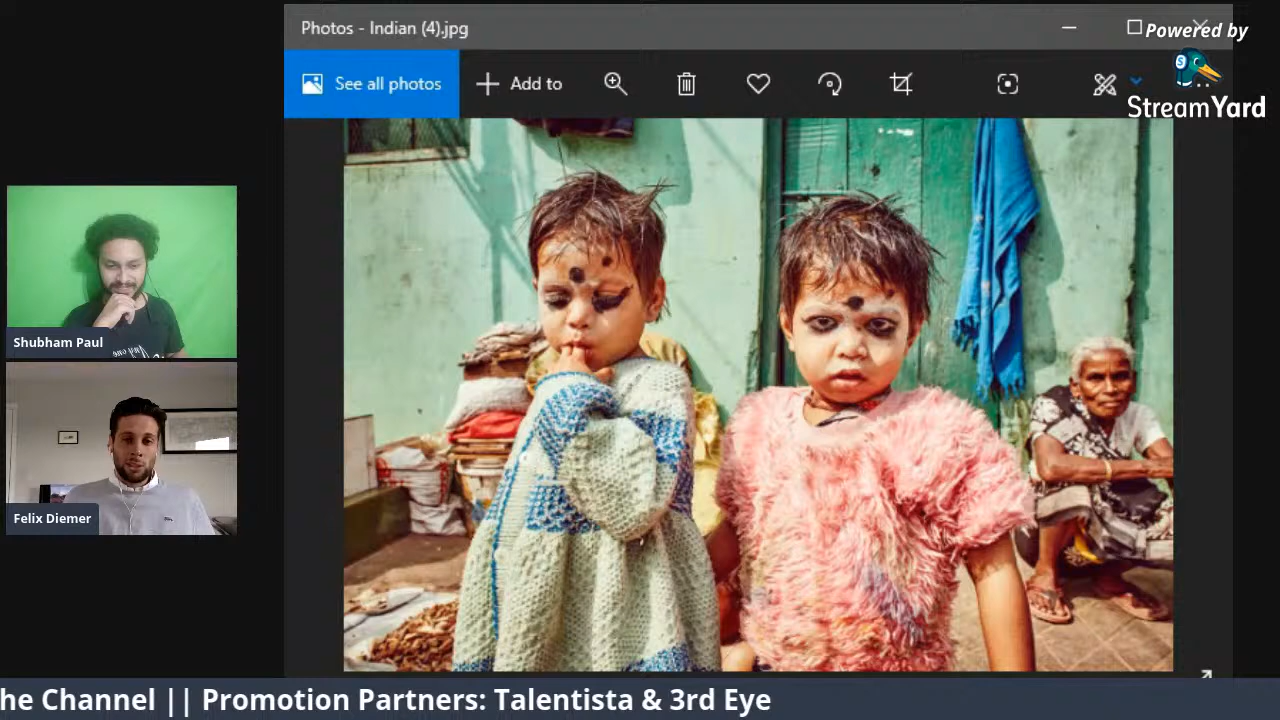 Photos - Indian (4).jpg
Powered by
See all photos
Add to
StreamYard
Shubham Paul
Felix Diemer
he Channel || Promotion Partners: Talentista & 3rd Eye